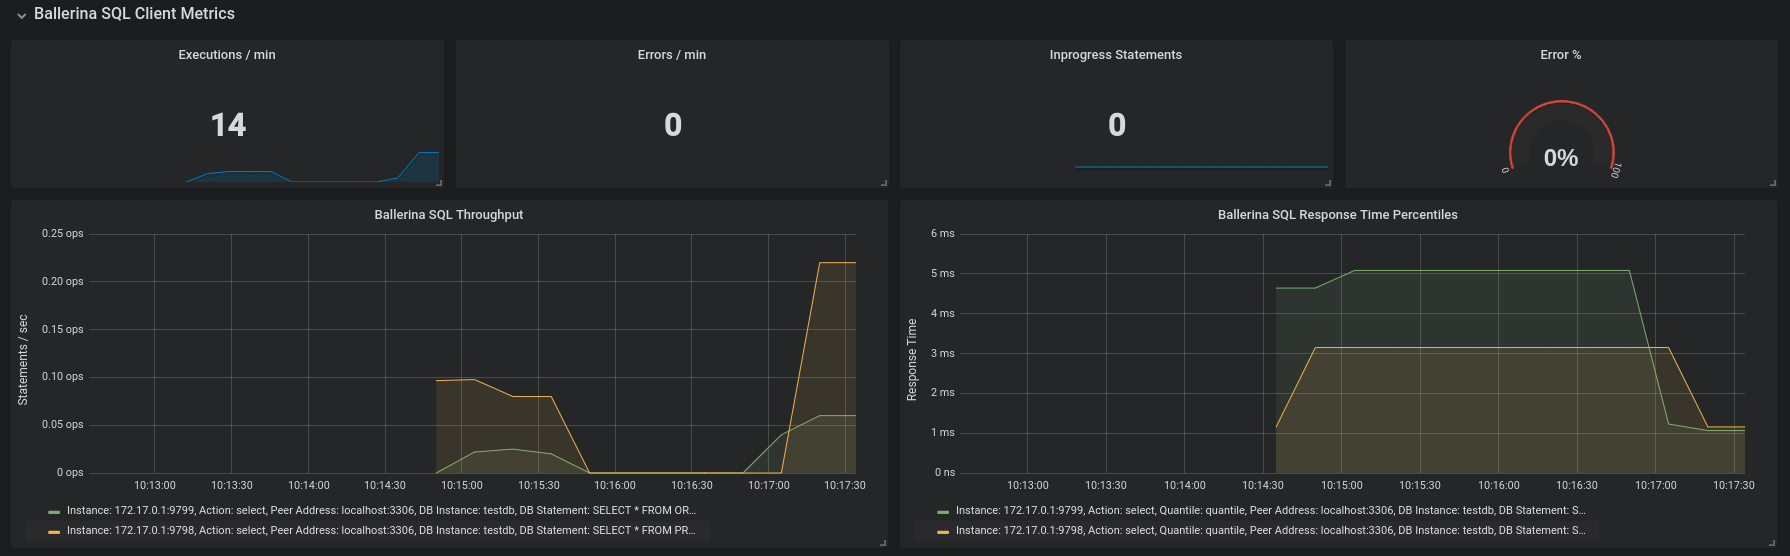 Ballerina SQL Client Metrics
Executions / min
Errors / min
Inprogress Statements
Error %
14
0
0
0%
0
100
Ballerina SQL Throughput
0.25 ops
0.20 ops
0.15 ops
0.10 ops
0.05 ops
0 ops
Statements / sec
10:13:00 10:13:30 10:14:00 10:14:30 10:15:00 10:15:30 10:16:00 10:16:30 10:17:00 10:17:30
Instance: 172.17.0.1:9799, Action: select, Peer Address: localhost:3306, DB Instance: testdb, DB Statement: SELECT * FROM OR...
Instance: 172.17.0.1:9798, Action: select, Peer Address: localhost:3306, DB Instance: testdb, DB Statement: SELECT * FROM PR...
Ballerina SQL Response Time Percentiles
6 ms
5 ms
4 ms
3 ms
2 ms
1 ms
0 ns
Response Time
10:13:00 10:13:30 10:14:00 10:14:30 10:15:00 10:15:30 10:16:00 10:16:30 10:17:00 10:17:30
Instance: 172.17.0.1:9799, Action: select, Quantile: quantile, Peer Address: localhost:3306, DB Instance: testdb, DB Statement: S...
Instance: 172.17.0.1:9798, Action: select, Quantile: quantile, Peer Address: localhost:3306, DB Instance: testdb, DB Statement: S...